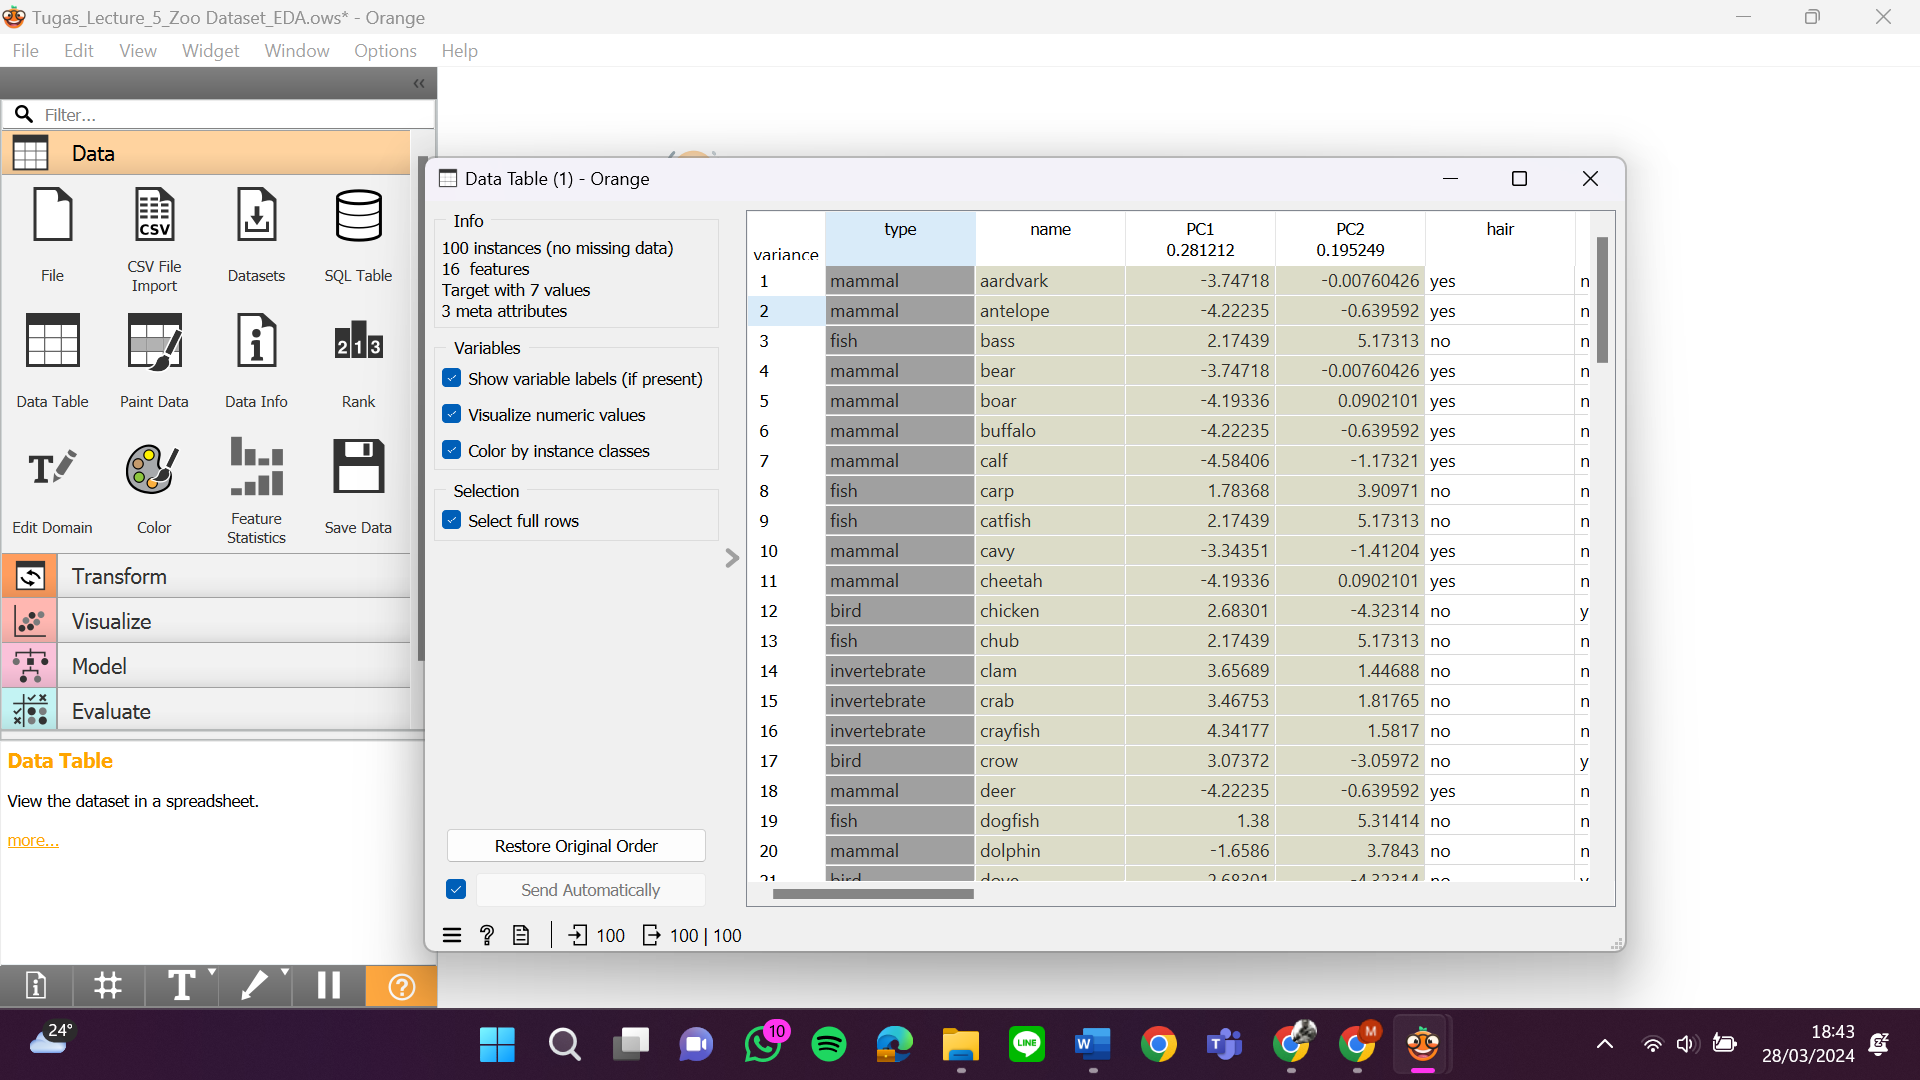 Tugas_Lecture_5_Zoo Dataset_EDA.ows* - Orange
File Edit View Widget Window Options Help
Filter...
Data
File
CSV File Import
Datasets
SQL Table
Data Table
Paint Data
Data Info
Rank
Edit Domain
Color
Feature Statistics
Save Data
Transform
Visualize
Model
Evaluate
Data Table
View the dataset in a spreadsheet.
more...
Data Table (1) - Orange
Info
100 instances (no missing data)
16 features
Target with 7 values
3 meta attributes
Variables
Show variable labels (if present)
Visualize numeric values
Color by instance classes
Selection
Select full rows
Restore Original Order
Send Automatically
100 100 | 100
type name PC1 PC2 hair
variance 0.281212 0.195249
1 mammal aardvark -3.74718 -0.00760426 yes n
2 mammal antelope -4.22235 -0.639592 yes n
3 fish bass 2.17439 5.17313 no n
4 mammal bear -3.74718 -0.00760426 yes n
5 mammal boar -4.19336 0.0902101 yes n
6 mammal buffalo -4.22235 -0.639592 yes n
7 mammal calf -4.58406 -1.17321 yes n
8 fish carp 1.78368 3.90971 no n
9 fish catfish 2.17439 5.17313 no n
10 mammal cavy -3.34351 -1.41204 yes n
11 mammal cheetah -4.19336 0.0902101 yes n
12 bird chicken 2.68301 -4.32314 no y
13 fish chub 2.17439 5.17313 no n
14 invertebrate clam 3.65689 1.44688 no n
15 invertebrate crab 3.46753 1.81765 no n
16 invertebrate crayfish 4.34177 1.5817 no n
17 bird crow 3.07372 -3.05972 no y
18 mammal deer -4.22235 -0.639592 yes n
19 fish dogfish 1.38 5.31414 no n
20 mammal dolphin -1.6586 3.7843 no n
21 bird dove 2.68301 -4.32314 no y
24°
10
LINE
W
M
18:43
28/03/2024